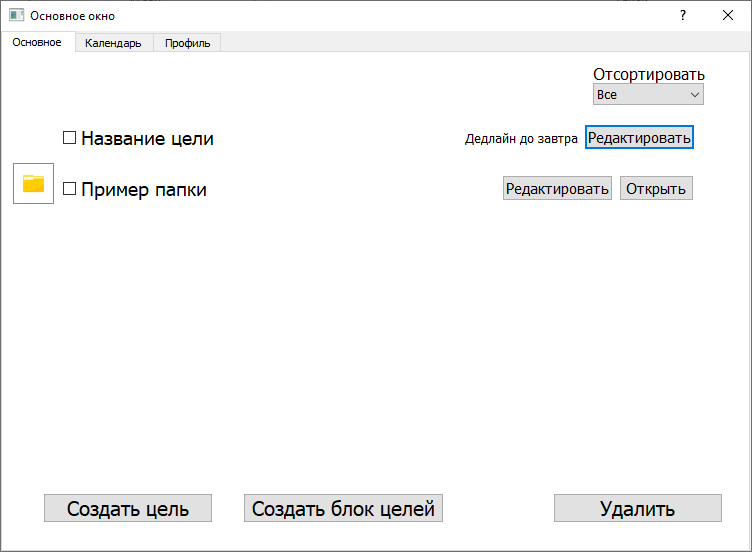 Основное окно
?
Основное Календарь Профиль
Отсортировать
Все
Название цели Дедлайн до завтра Редактировать
Пример папки Редактировать Открыть
Создать цель Создать блок целей Удалить